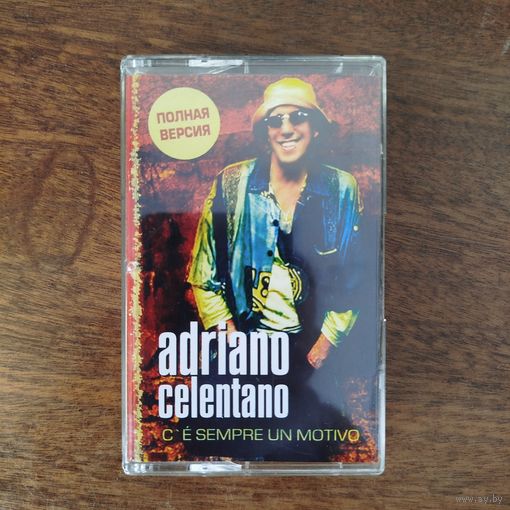 ПОЛНАЯ
ВЕРСИЯ
adriano
celentano
C`É SEMPRE UN MOTIVO
www.ay.by